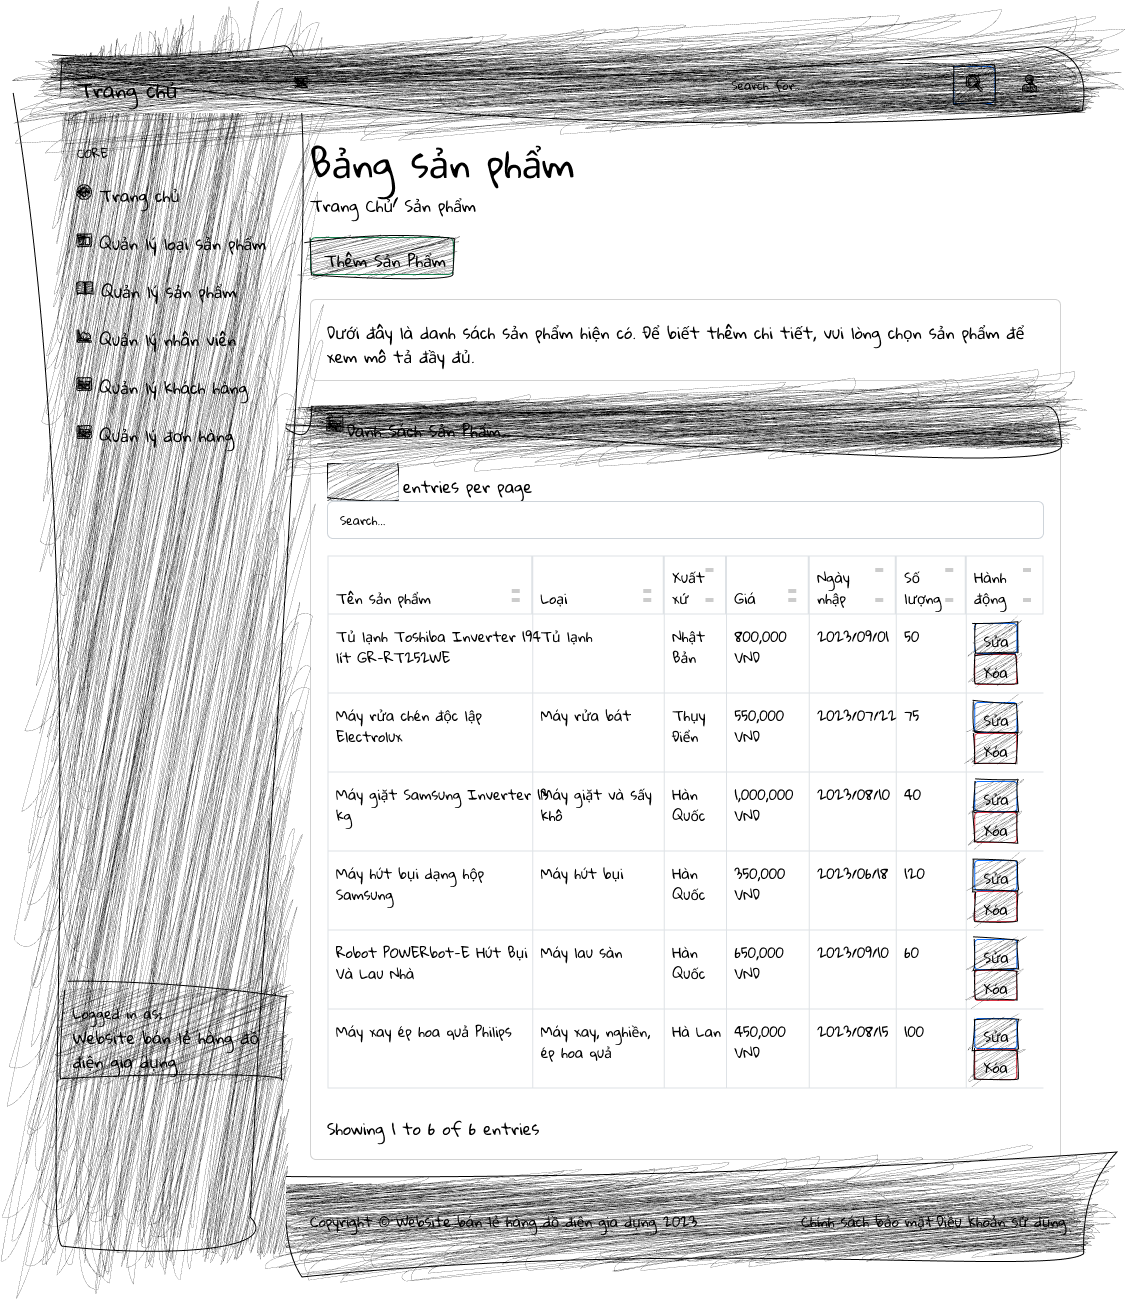 Trang chủ
Search for...
CORE
Trang chủ
Quản lý loại sản phẩm
Quản lý sản phẩm
Quản lý nhân viên
Quản lý khách hàng
Quản lý đơn hàng
Logged in as:
Website bán lẻ hàng đồ
điện gia dụng
Bảng sản phẩm
Trang Chủ/ Sản phẩm
Thêm Sản Phẩm
Dưới đây là danh sách sản phẩm hiện có. Để biết thêm chi tiết, vui lòng chọn sản phẩm để
xem mô tả đầy đủ.
Danh Sách Sản Phẩm...
entries per page
Search...
Tên sản phẩm Loại Xuất xứ Giá Ngày nhập Số lượng Hành động
Tủ lạnh Toshiba Inverter 194 Tủ lạnh Nhật 800,000 2023/09/01 50 Sửa
lít GR-RT252WE Bản VND Xóa
Máy rửa chén độc lập Máy rửa bát Thụy 550,000 2023/07/22 75 Sửa
Electrolux Điển VND Xóa
Máy giặt Samsung Inverter Máy giặt và sấy Hàn 1,000,000 2023/08/10 40 Sửa
kg khô Quốc VND Xóa
Máy hút bụi dạng hộp Máy hút bụi Hàn 350,000 2023/06/18 120 Sửa
Samsung Quốc VND Xóa
Robot POWERbot-E Hút Bụi Máy lau sàn Hàn 650,000 2023/09/10 60 Sửa
Và Lau Nhà Quốc VND Xóa
Máy xay ép hoa quả Philips Máy xay, nghiền, Hà Lan 450,000 2023/08/15 100 Sửa
ép hoa quả VND Xóa
Showing 1 to 6 of 6 entries
Copyright © Website bán lẻ hàng đồ điện gia dụng 2023 Chính sách bảo mật Điều khoản sử dụng